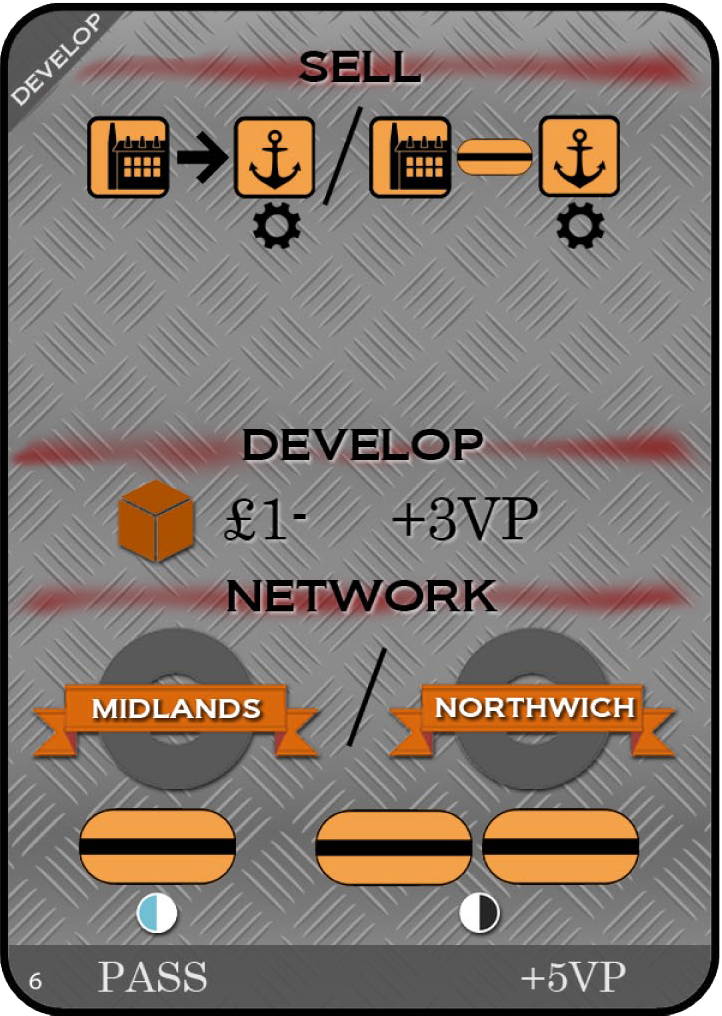 DEVELOP
SELL
/
DEVELOP
£1- +3VP
NETWORK
MIDLANDS / NORTHWICH
6 PASS +5VP